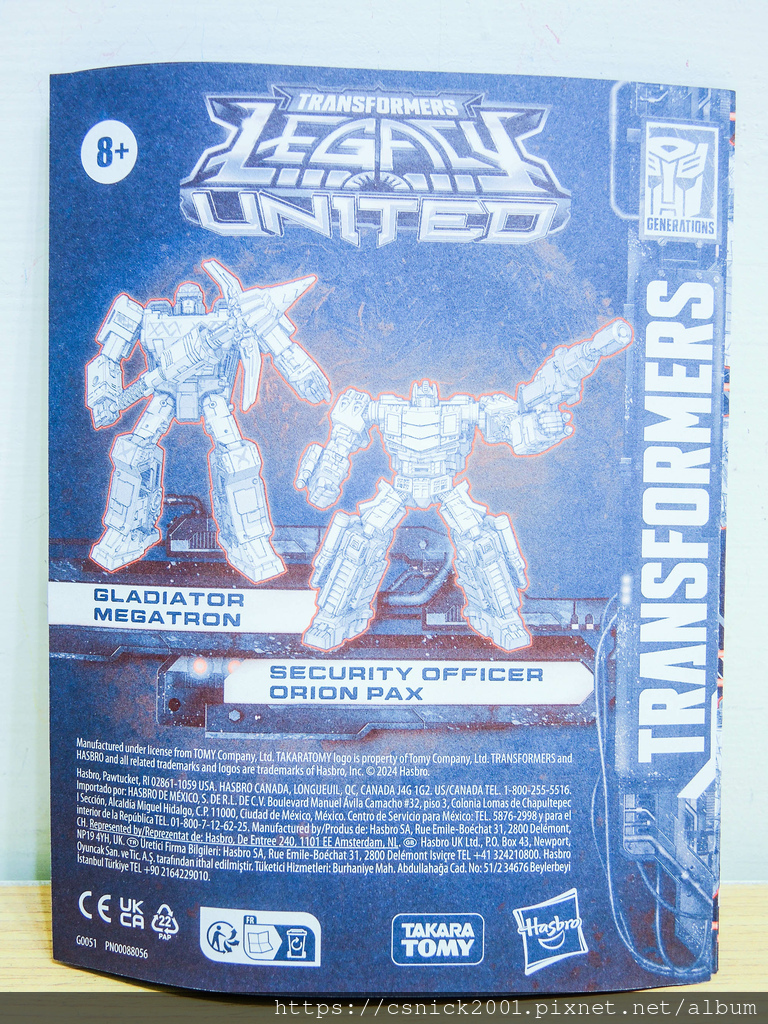 8+
TRANSFORMERS
LEGACY
UNITED
GENERATIONS
TRANSFORMERS
GLADIATOR
MEGATRON
SECURITY OFFICER
ORION PAX
Manufactured under license from TOMY Company, Ltd. TAKARATOMY logo is property of Tomy Company, Ltd. TRANSFORMERS and
HASBRO and all related trademarks and logos are trademarks of Hasbro, Inc. © 2024 Hasbro.
Hasbro, Pawtucket, RI 02861-1059 USA. HASBRO CANADA, LONGUEUIL, QC, CANADA J4G 1G2. US/CANADA TEL. 1-800-255-5516.
Importado por: HASBRO DE MÉXICO, S. DE R.L. DE C.V. Boulevard Manuel Ávila Camacho #32, piso 3, Colonia Lomas de Chapultepec
I Sección, Alcaldía Miguel Hidalgo, C.P. 11000, Ciudad de México, México. Centro de Servicio para México: TEL. 5876-2998 y para el
interior de la República TEL. 01-800-7-12-62-25. Manufactured by/Produs de: Hasbro SA, Rue Emile-Boéchat 31, 2800 Delémont,
CH. Represented by/Reprezentat de: Hasbro, De Entree 240, 1101 EE Amsterdam, NL. GB Hasbro UK Ltd., P.O. Box 43, Newport,
NP19 4YH, UK. TR Üretici Firma Bilgileri: Hasbro SA, Rue Emile-Boéchat 31, 2800 Delémont İsviçre TEL +41 324210800. Hasbro
Oyuncak San. ve Tic. A.Ş. tarafından ithal edilmiştir. Tüketici Hizmetleri: Burhaniye Mah. Abdullahağa Cad. No: 51/2 34676 Beylerbeyi
İstanbul Türkiye TEL +90 2164229010.
CE UK
CA 22
PAP
FR
TAKARA
TOMY
Hasbro
G0051 PN00088056
https://csnick2001.pixnet.net/album